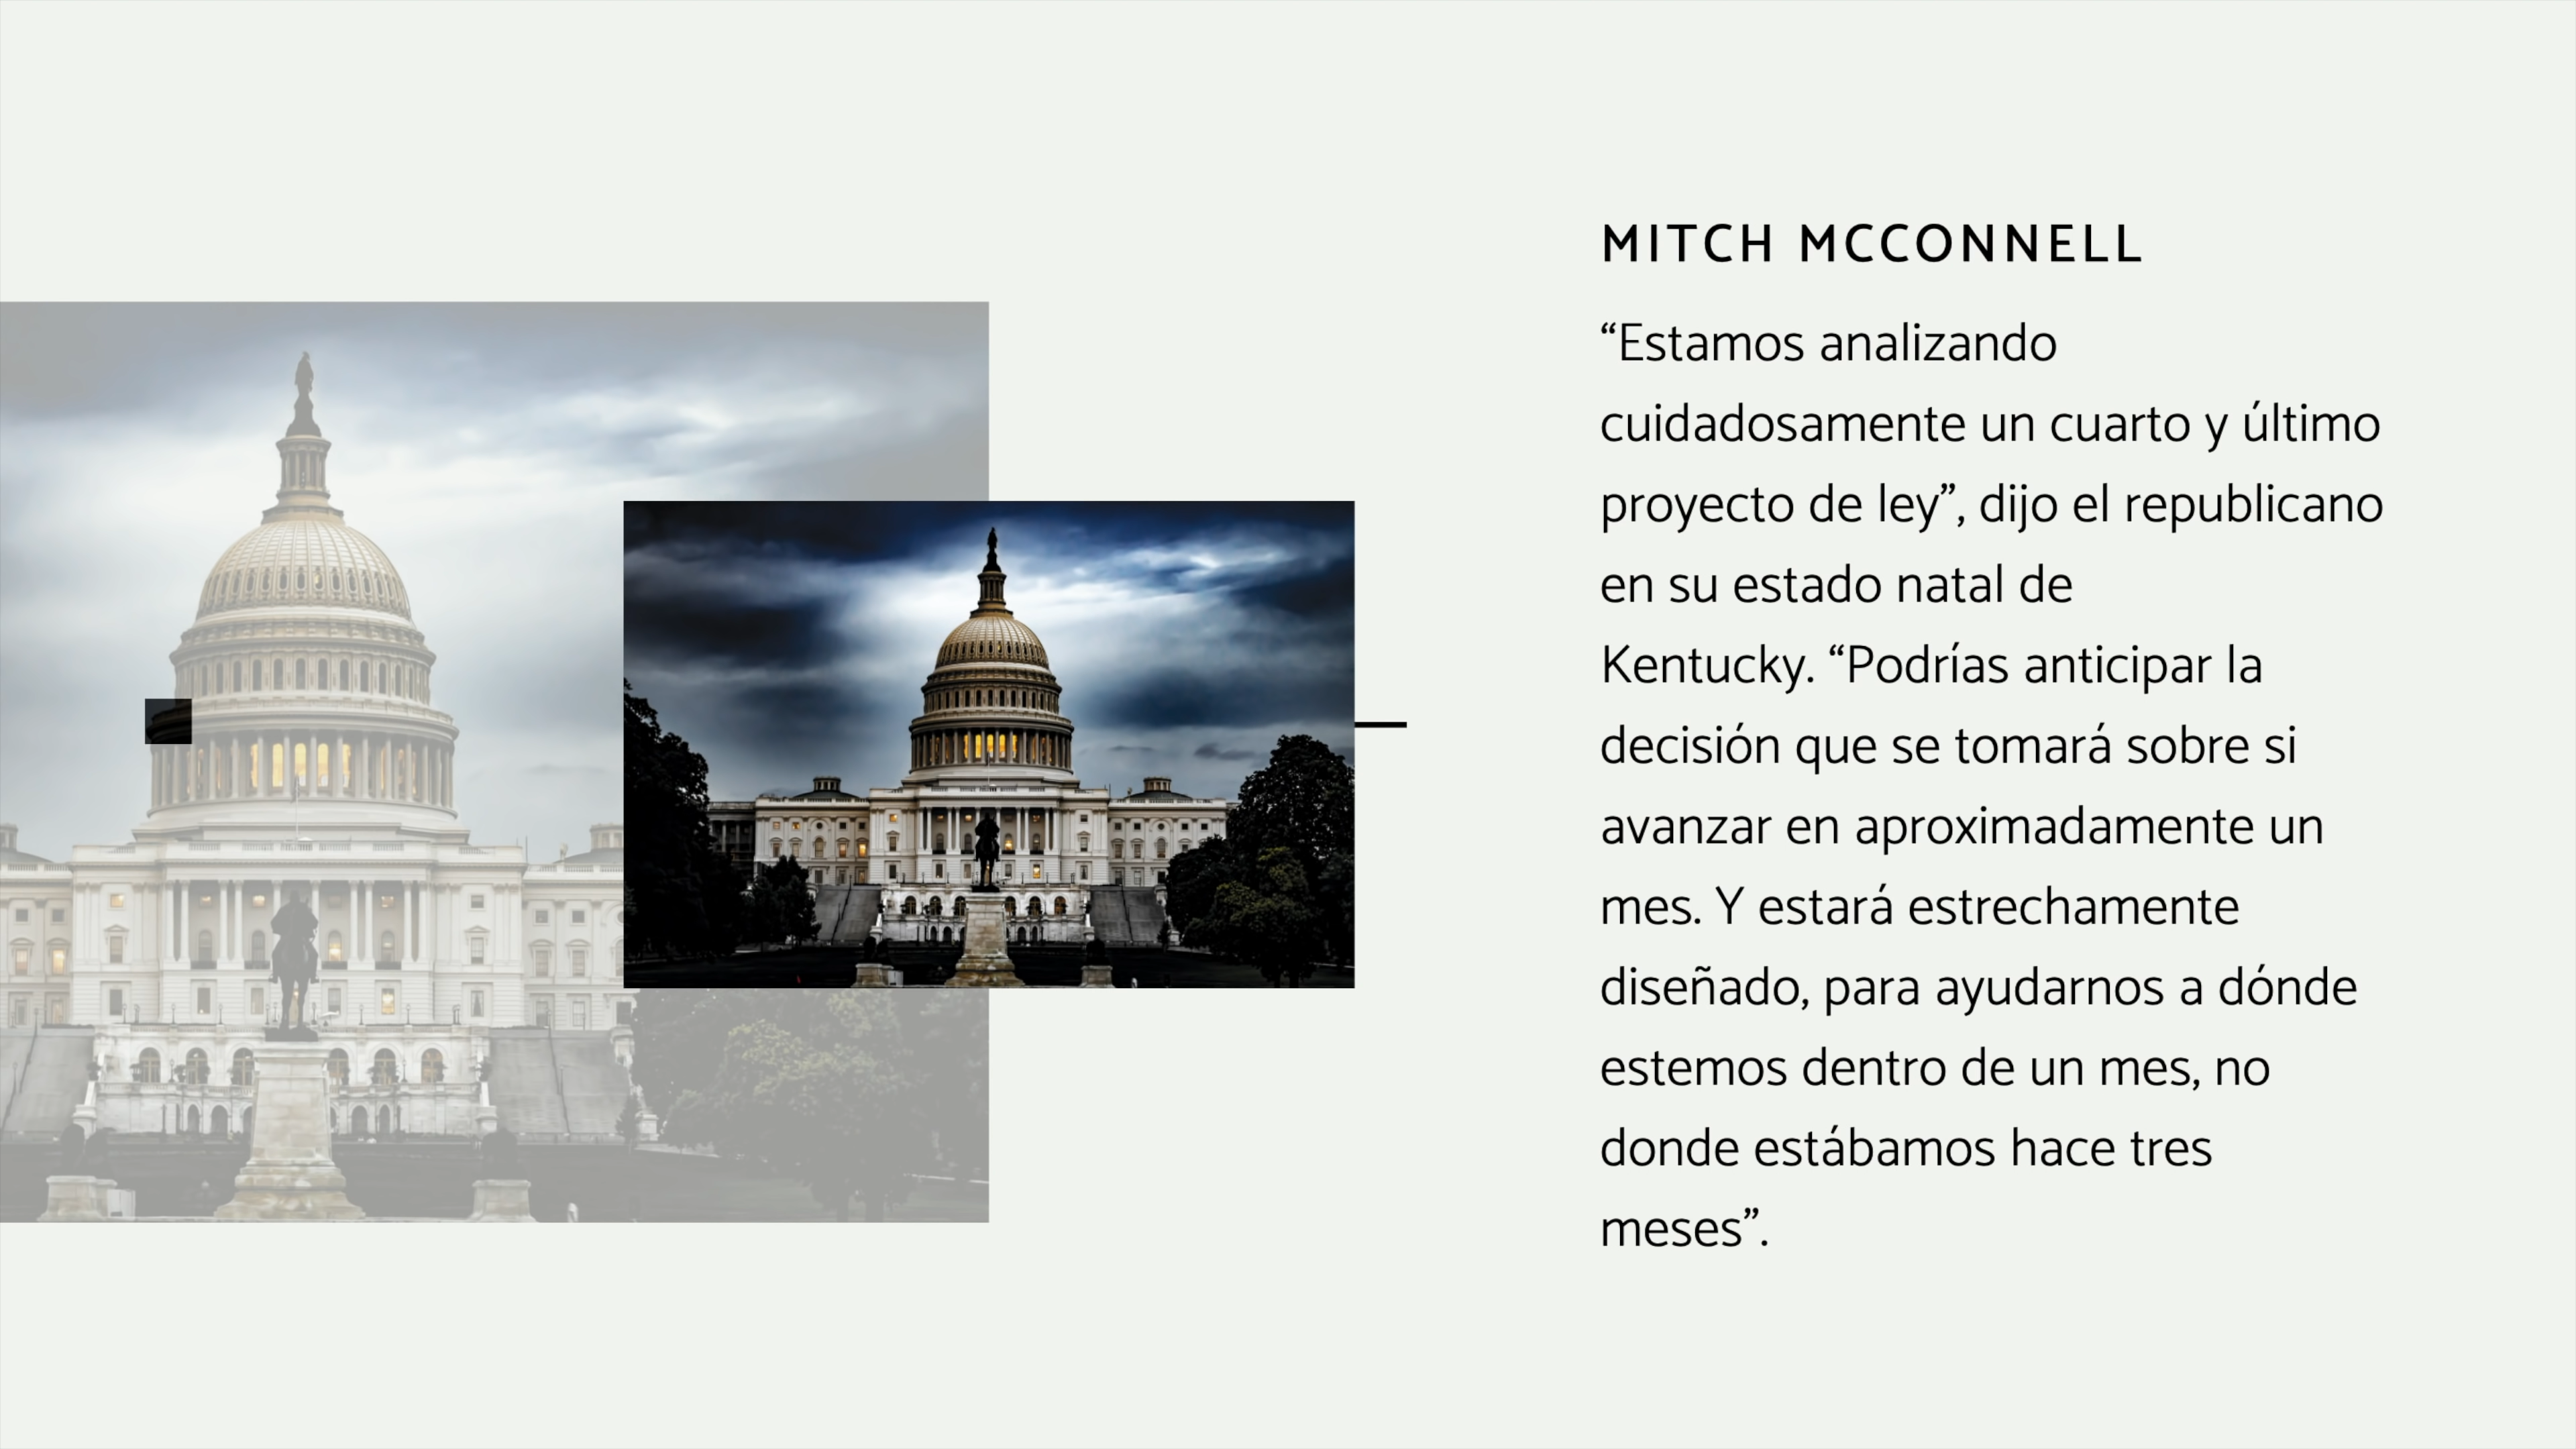 MITCH MCCONNELL
“Estamos analizando
cuidadosamente un cuarto y último
proyecto de ley”, dijo el republicano
en su estado natal de
Kentucky. “Podrías anticipar la
decisión que se tomará sobre si
avanzar en aproximadamente un
mes. Y estará estrechamente
diseñado, para ayudarnos a dónde
estemos dentro de un mes, no
donde estábamos hace tres
meses”.